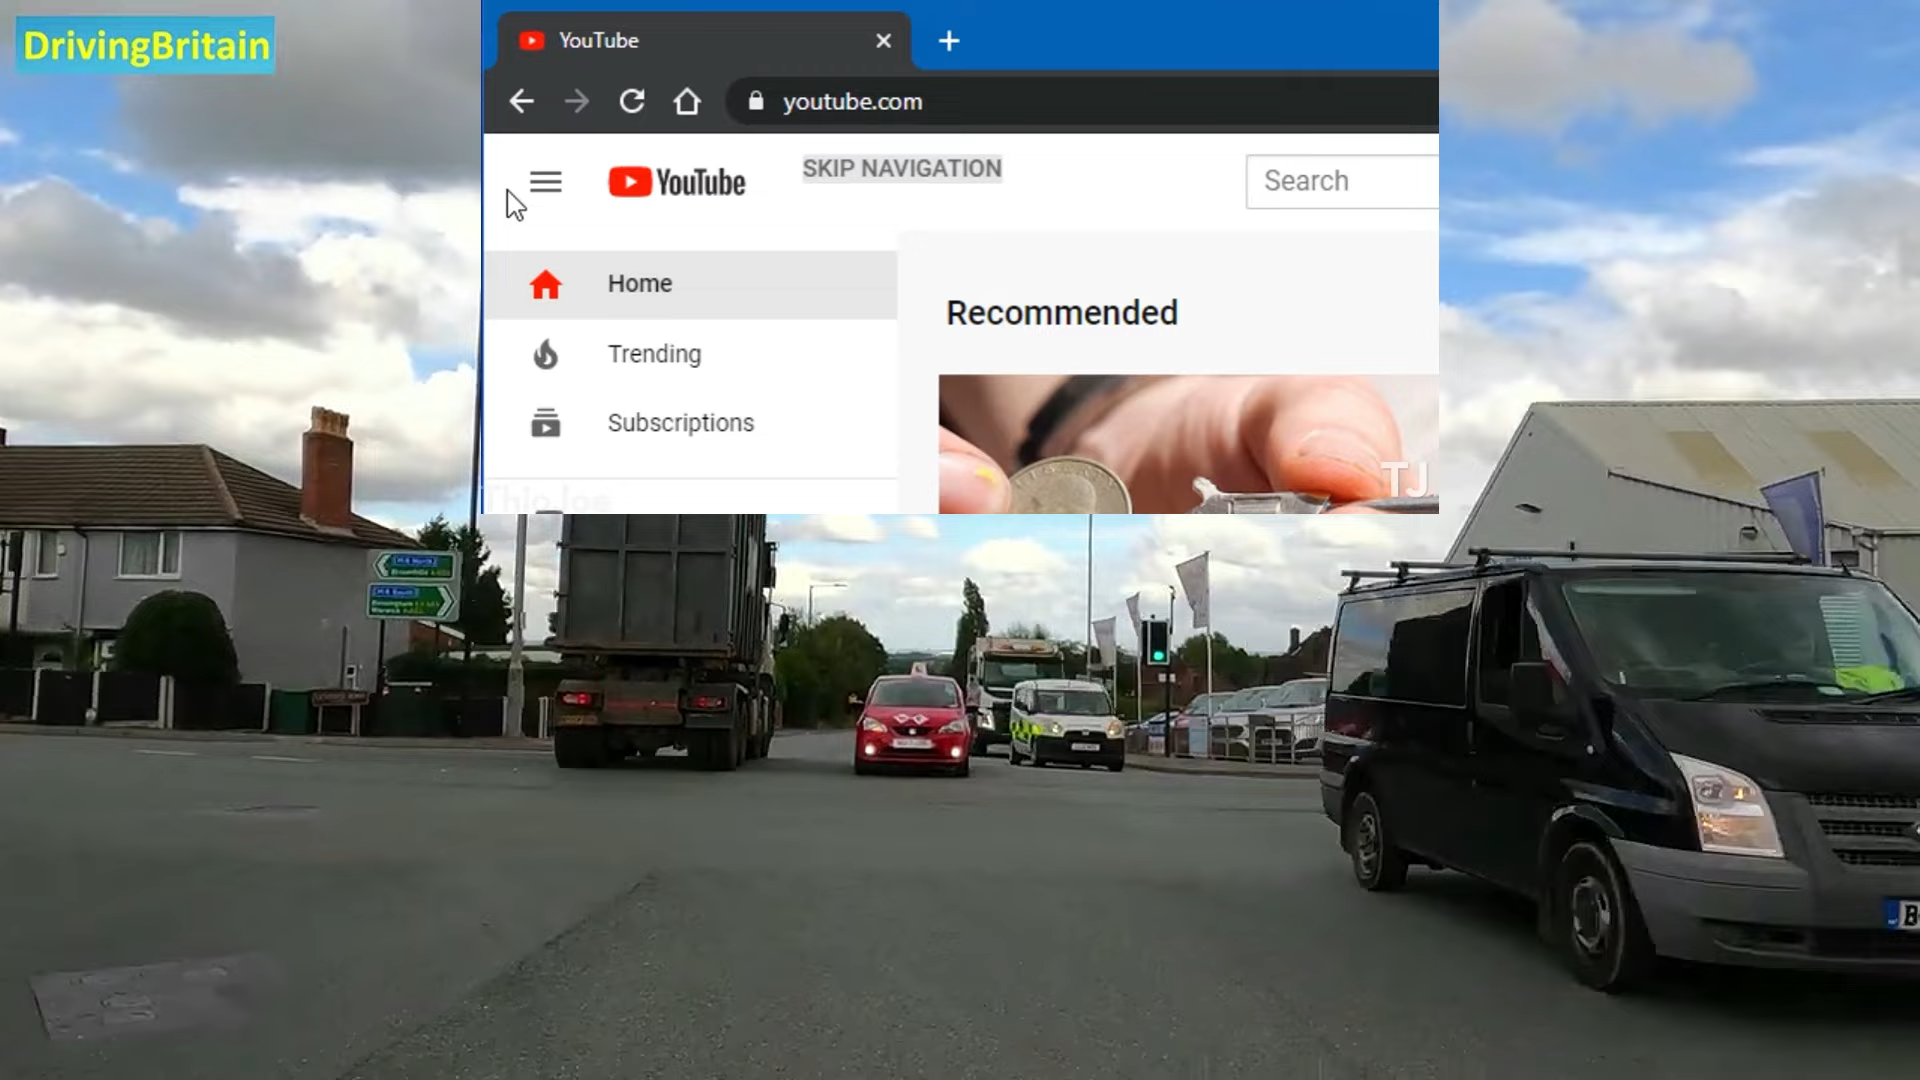 DrivingBritain
YouTube
youtube.com
YouTube
SKIP NAVIGATION
Search
Home
Recommended
Trending
Subscriptions
TJ